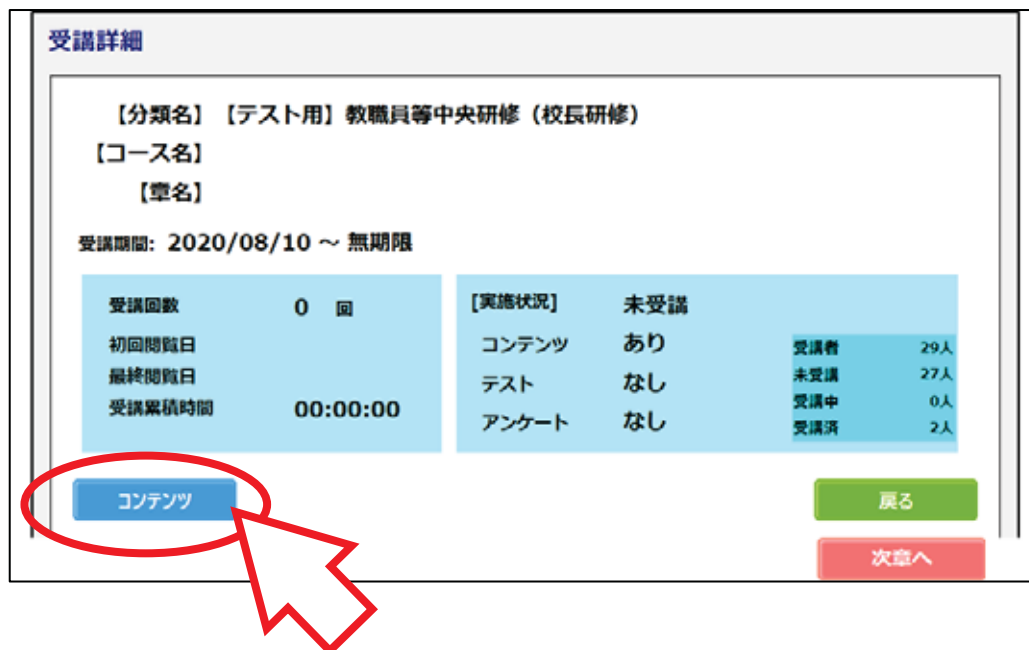 受講詳細
【分類名】【テスト用】教職員等中央研修（校長研修）
【コース名】
【章名】
受講期間: 2020/08/10 ～ 無期限
受講回数 0 回
初回閲覧日
最終閲覧日
受講累積時間 00:00:00
[実施状況] 未受講
コンテンツ あり
テスト なし
アンケート なし
受講者 29人
未受講 27人
受講中 0人
受講済 2人
コンテンツ
戻る
次章へ